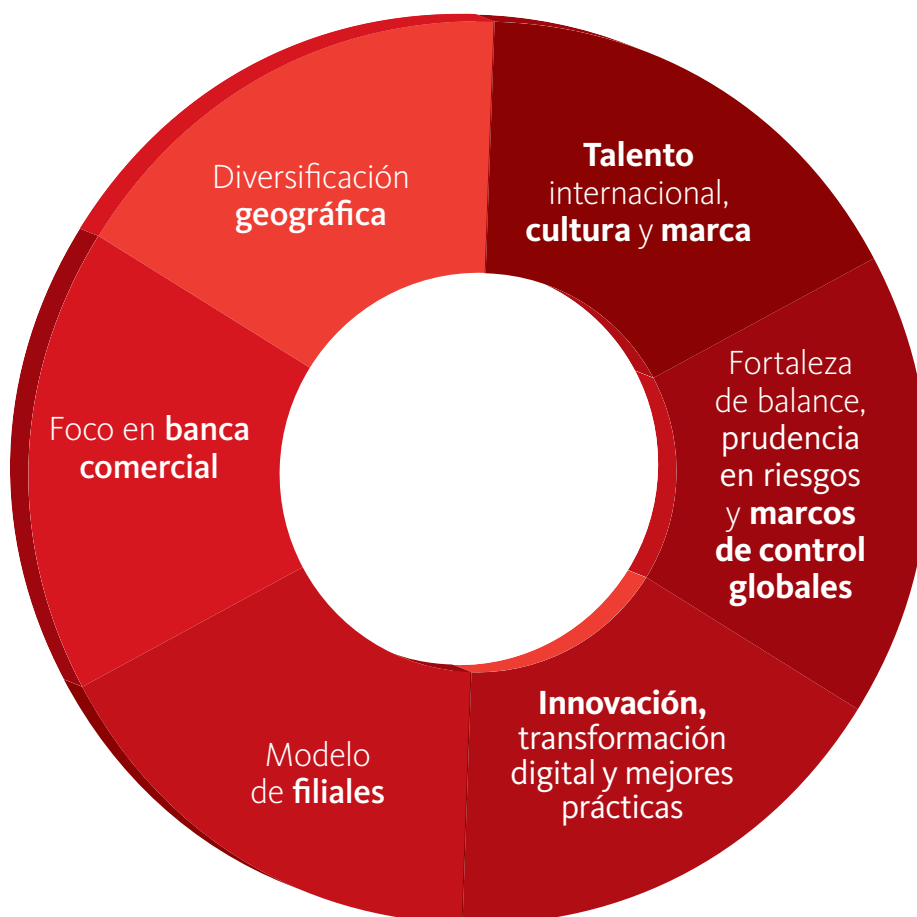 Diversificación
geográfica
Talento
internacional,
cultura y marca
Fortaleza
de balance,
prudencia
en riesgos
y marcos
de control
globales
Innovación,
transformación
digital y mejores
prácticas
Modelo
de filiales
Foco en banca
comercial